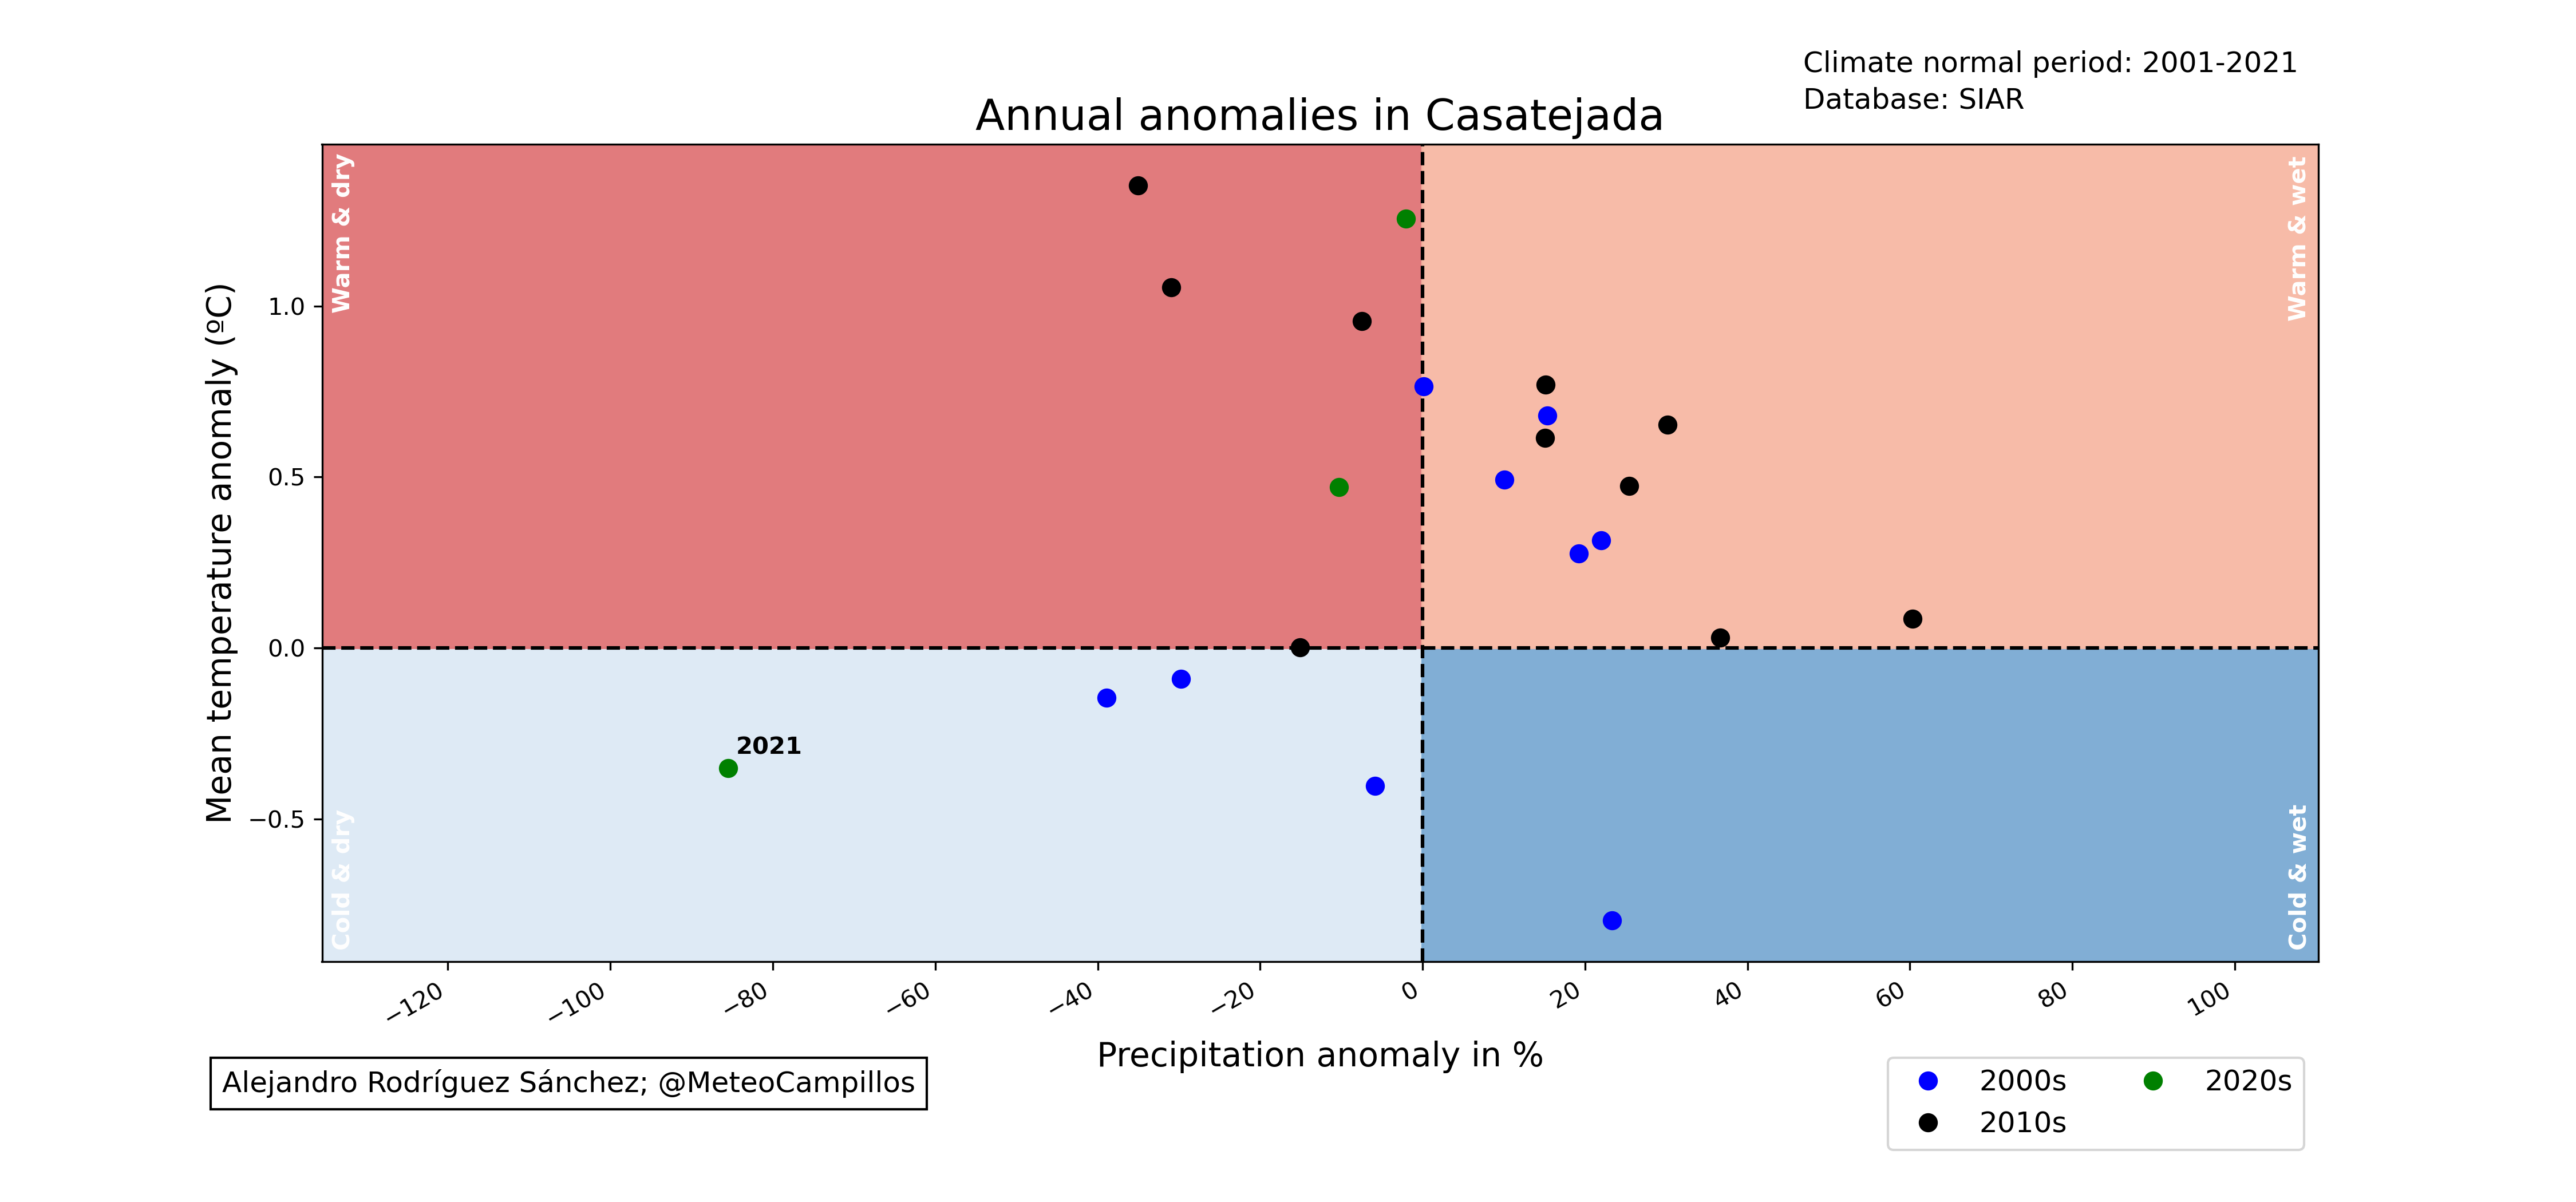 Climate normal period: 2001-2021
Database: SIAR
Annual anomalies in Casatejada
Warm & dry
Warm & wet
Mean temperature anomaly (ºC)
1.0
0.5
0.0
−0.5
2021
Cold & dry
Cold & wet
−120
−100
−80
−60
−40
−20
0
20
40
60
80
100
Precipitation anomaly in %
Alejandro Rodríguez Sánchez; @MeteoCampillos
2000s
2010s
2020s